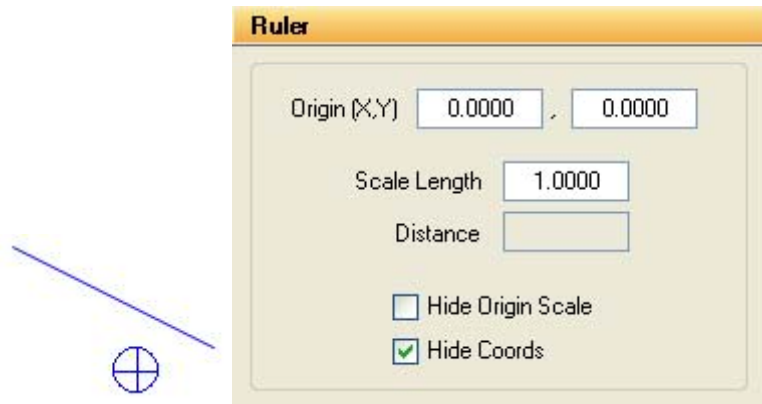 Ruler
Origin (X,Y) 0.0000 , 0.0000
Scale Length 1.0000
Distance
Hide Origin Scale
Hide Coords